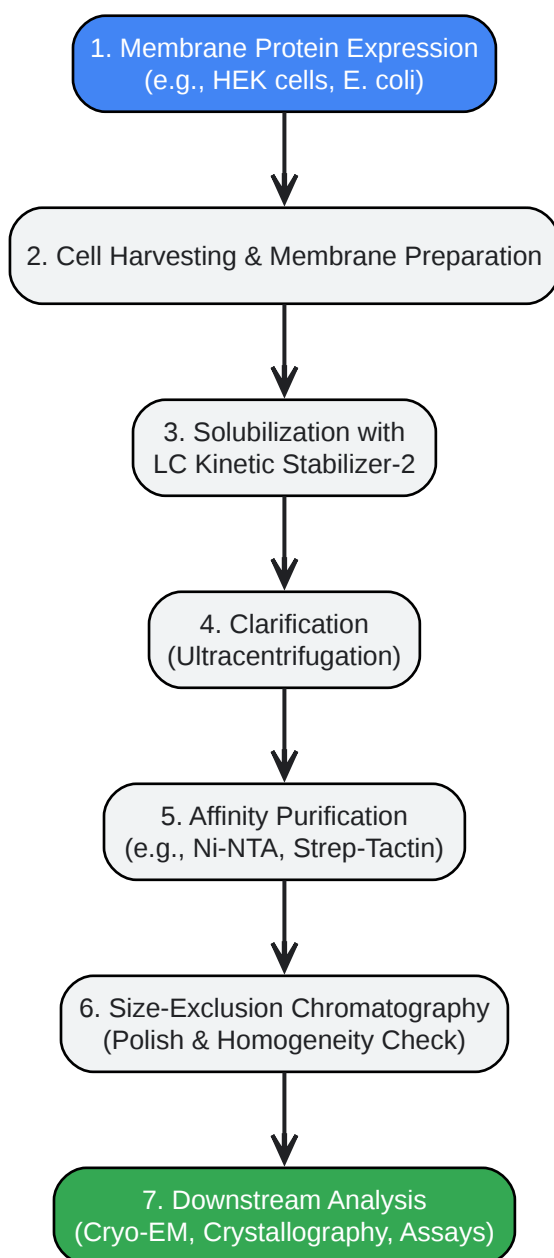 1. Membrane Protein Expression
(e.g., HEK cells, E. coli)
2. Cell Harvesting & Membrane Preparation
3. Solubilization with
LC Kinetic Stabilizer-2
4. Clarification
(Ultracentrifugation)
5. Affinity Purification
(e.g., Ni-NTA, Strep-Tactin)
6. Size-Exclusion Chromatography
(Polish & Homogeneity Check)
7. Downstream Analysis
(Cryo-EM, Crystallography, Assays)